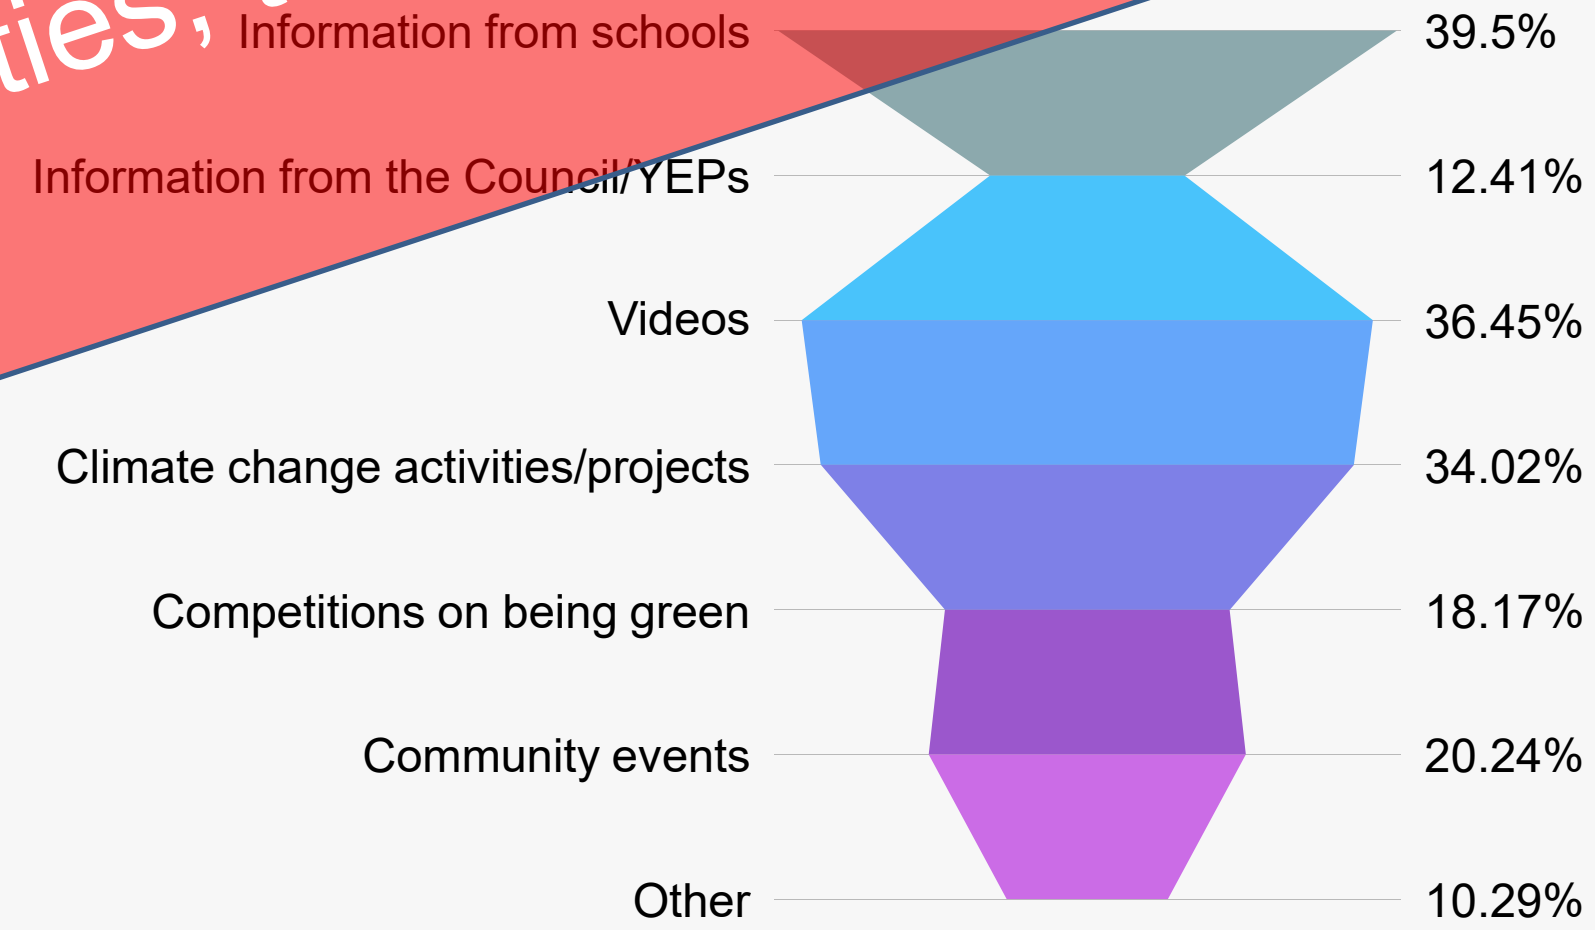 Information from schools 39.5%
Information from the Council/YEPs 12.41%
Videos 36.45%
Climate change activities/projects 34.02%
Competitions on being green 18.17%
Community events 20.24%
Other 10.29%